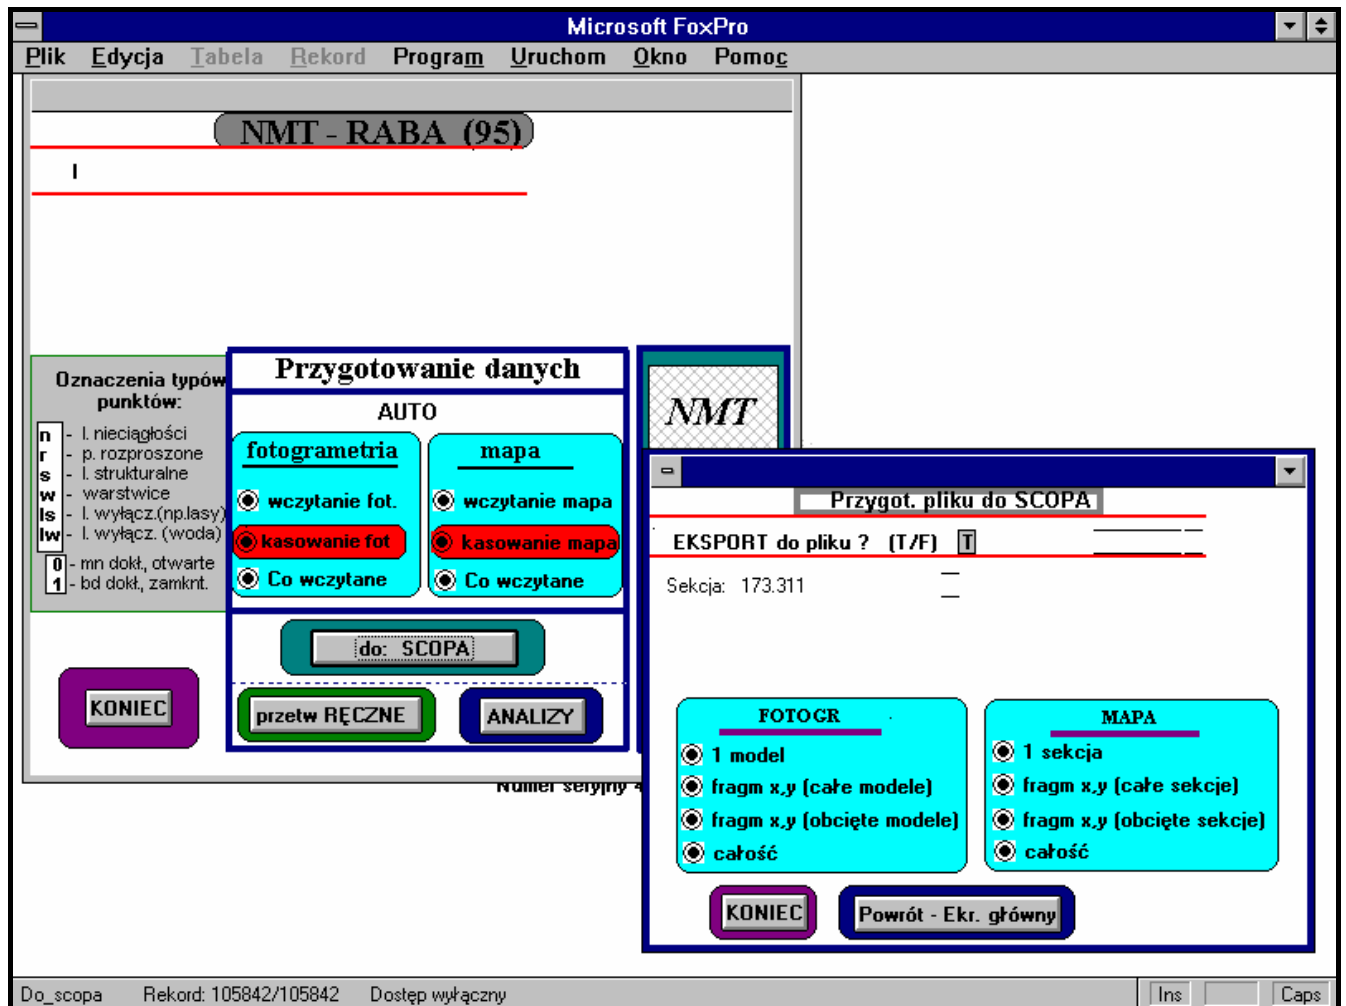 Microsoft FoxPro
Plik Edycja Tabela Rekord Program Uruchom Okno Pomoc
NMT - RABA (95)
Oznaczenia typów
punktów:
n - l. nieciągłości
r - p. rozproszone
s - l. strukturalne
w - warstwice
ls - l. wyłącz.(np.lasy)
lw - l. wyłącz. (woda)
0 - mn dokł., otwarte
1 - bd dokł., zamknt.
KONIEC
Przygotowanie danych
AUTO
fotogrametria
wczytanie fot.
kasowanie fot
Co wczytane
mapa
wczytanie mapa
kasowanie mapa
Co wczytane
do: SCOPA
przetw RĘCZNE
ANALIZY
NMT
Numer seryjny
Przygot. pliku do SCOPA
EKSPORT do pliku ? (T/F) T
Sekcja: 173.311
FOTOGR
1 model
fragm x,y (całe modele)
fragm x,y (obcięte modele)
całość
MAPA
1 sekcja
fragm x,y (całe sekcje)
fragm x,y (obcięte sekcje)
całość
KONIEC
Powrót - Ekr. główny
Do_scopa Rekord: 105842/105842 Dostęp wyłączny Ins Caps